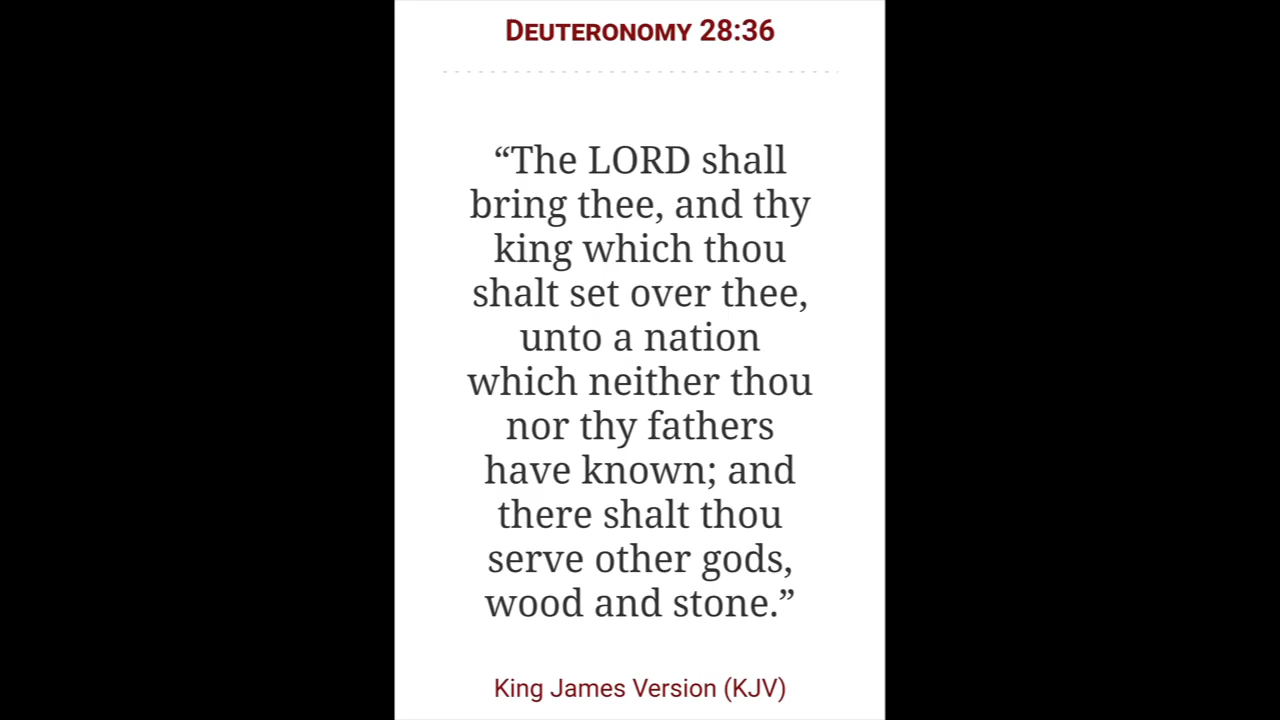 DEUTERONOMY 28:36
“The LORD shall
bring thee, and thy
king which thou
shalt set over thee,
unto a nation
which neither thou
nor thy fathers
have known; and
there shalt thou
serve other gods,
wood and stone.”
King James Version (KJV)